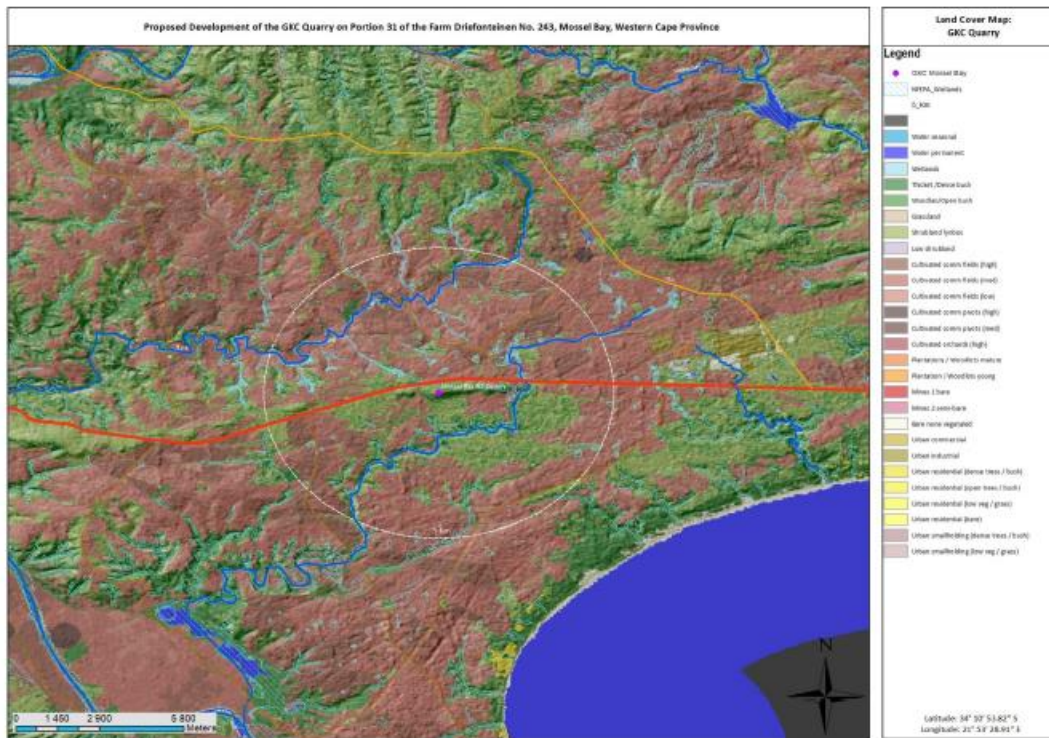 Proposed Development of the GKC Quarry on Portion 31 of the Farm Driefonteinen No. 243, Mossel Bay, Western Cape Province
Land Cover Map:
GKC Quarry
Legend
GKC Mossel Bay
NFEPA_Wetlands
Water seasonal
Water permanent
Wetlands
Thicket /Dense bush
Woodlan/Open bush
Grassland
Shrubland fynbos
Low shrubland
Cultivated comm fields (high)
Cultivated comm fields (med)
Cultivated comm fields (low)
Cultivated comm pivots (high)
Cultivated comm pivots (med)
Cultivated orchards (high)
Plantations / Woodlots mature
Plantation / Woodlots young
Mines 1 bare
Mines 2 semi-bare
Bare none vegetated
Urban commercial
Urban industrial
Urban residential (dense trees / bush)
Urban residential (open trees / bush)
Urban residential (low veg / grass)
Urban residential (bare)
Urban smallholding (dense trees / bush)
Urban smallholding (low veg / grass)
N
0 1 450 2 900 5 800
Meters
Latitude: 34° 10' 53.82" S
Longitude: 21° 53' 28.91" E